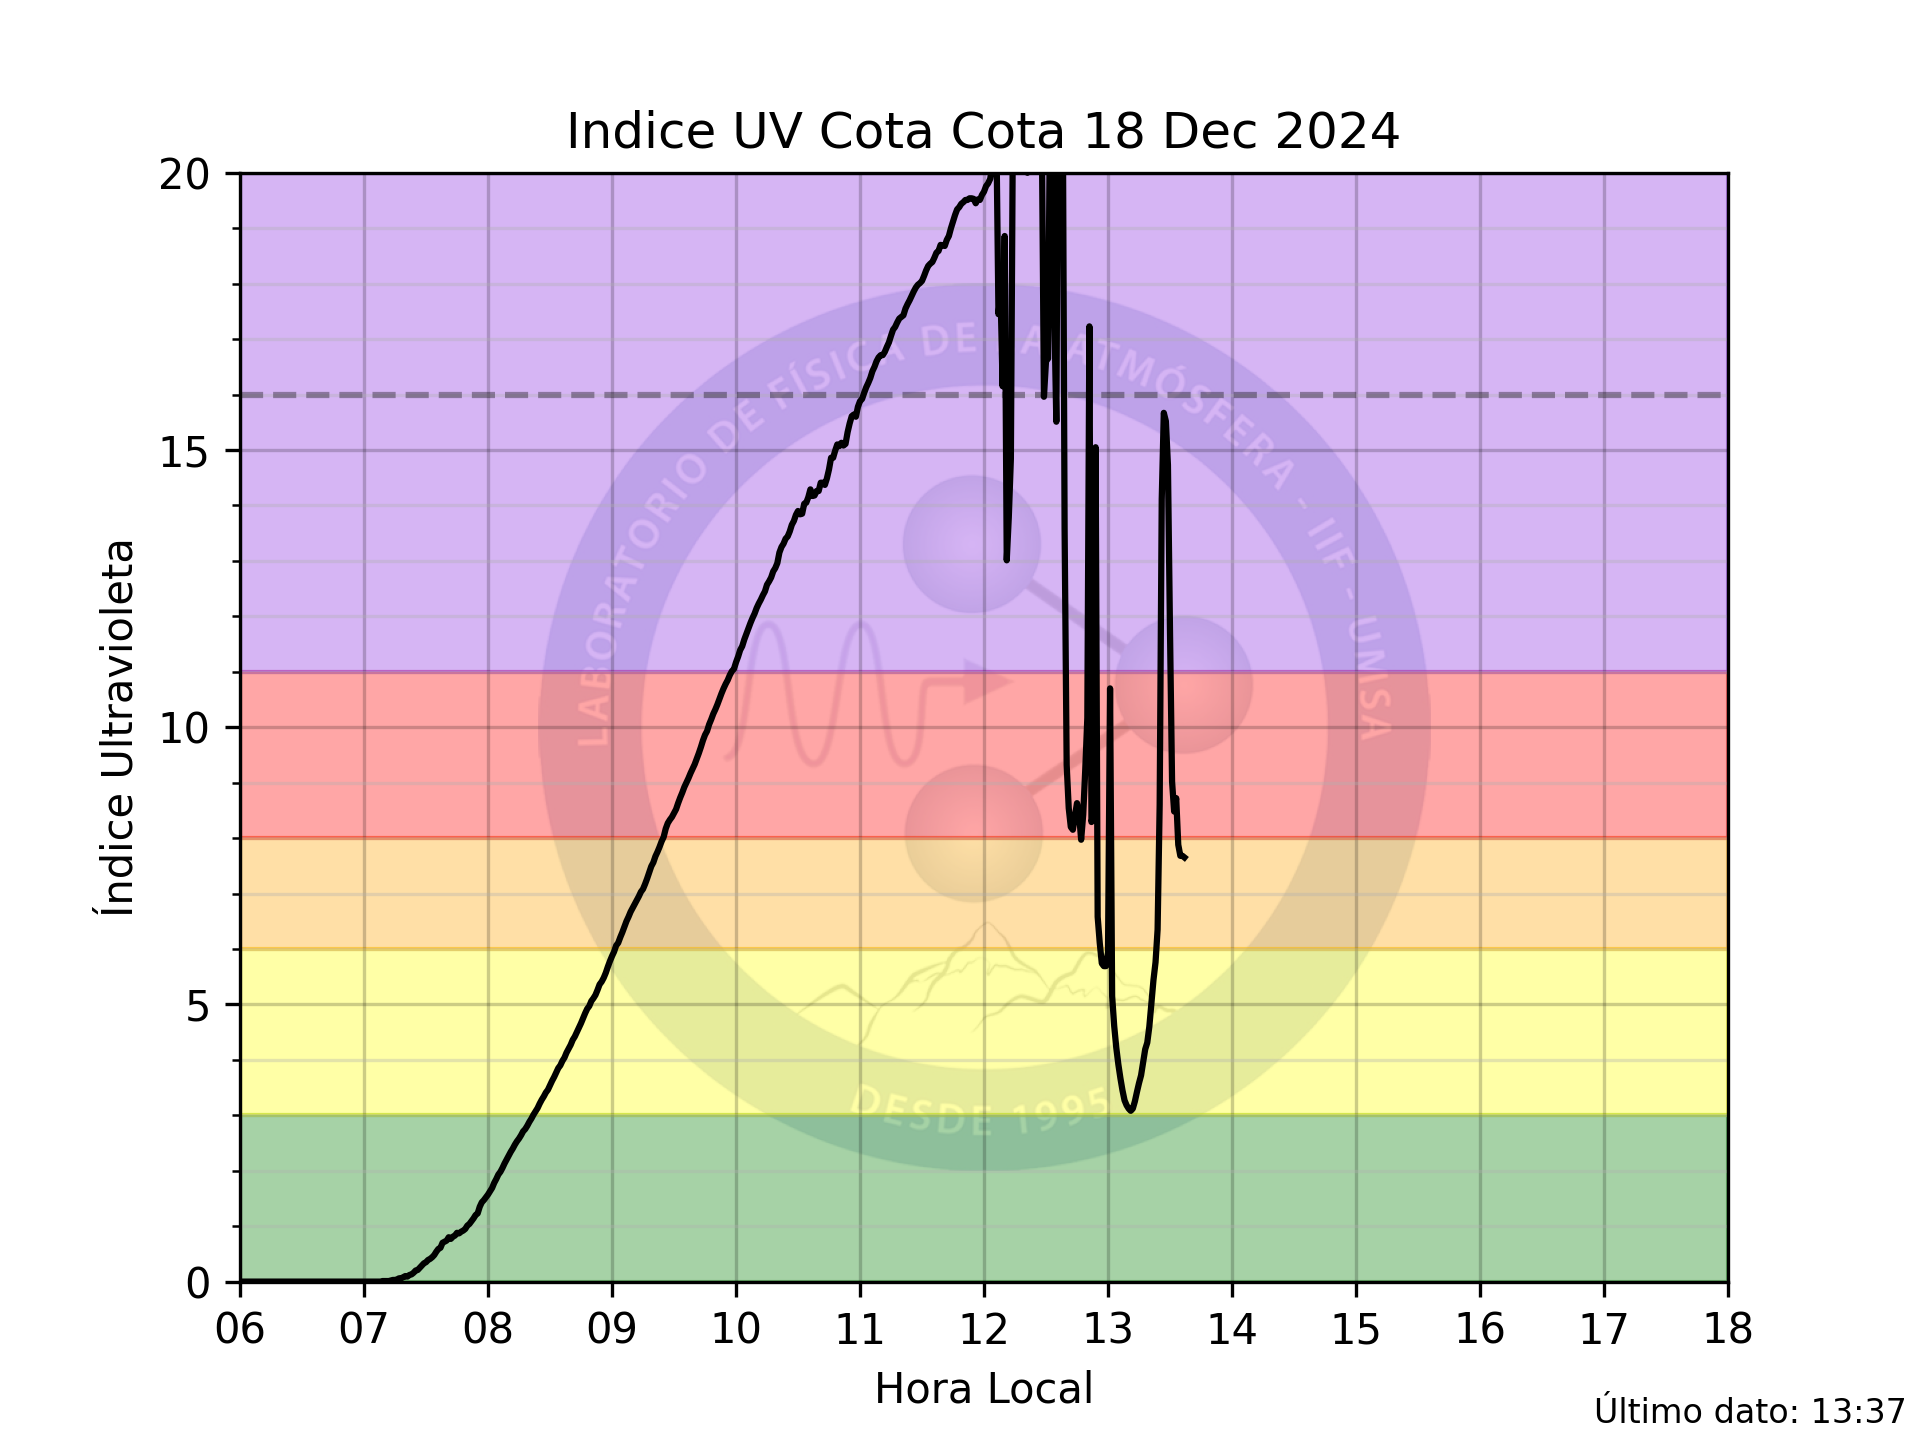 Indice UV Cota Cota 18 Dec 2024
20
15
10
5
0
Índice Ultravioleta
LABORATORIO DE FÍSICA DE LA ATMÓSFERA - IIF - UMSA
DESDE 1995
06 07 08 09 10 11 12 13 14 15 16 17 18
Hora Local
Último dato: 13:37